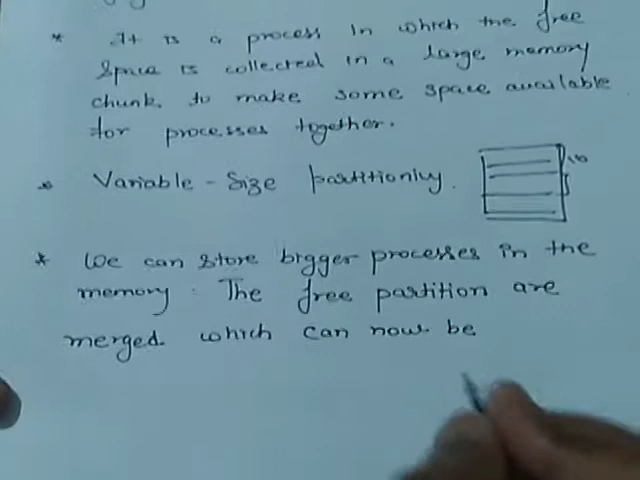 * It is a process in which the free
space is collected in a large memory
chunk to make some space available
for processes together.
* Variable - Size partitioning.
* We can store bigger processes in the
memory. The free partition are
merged which can now be